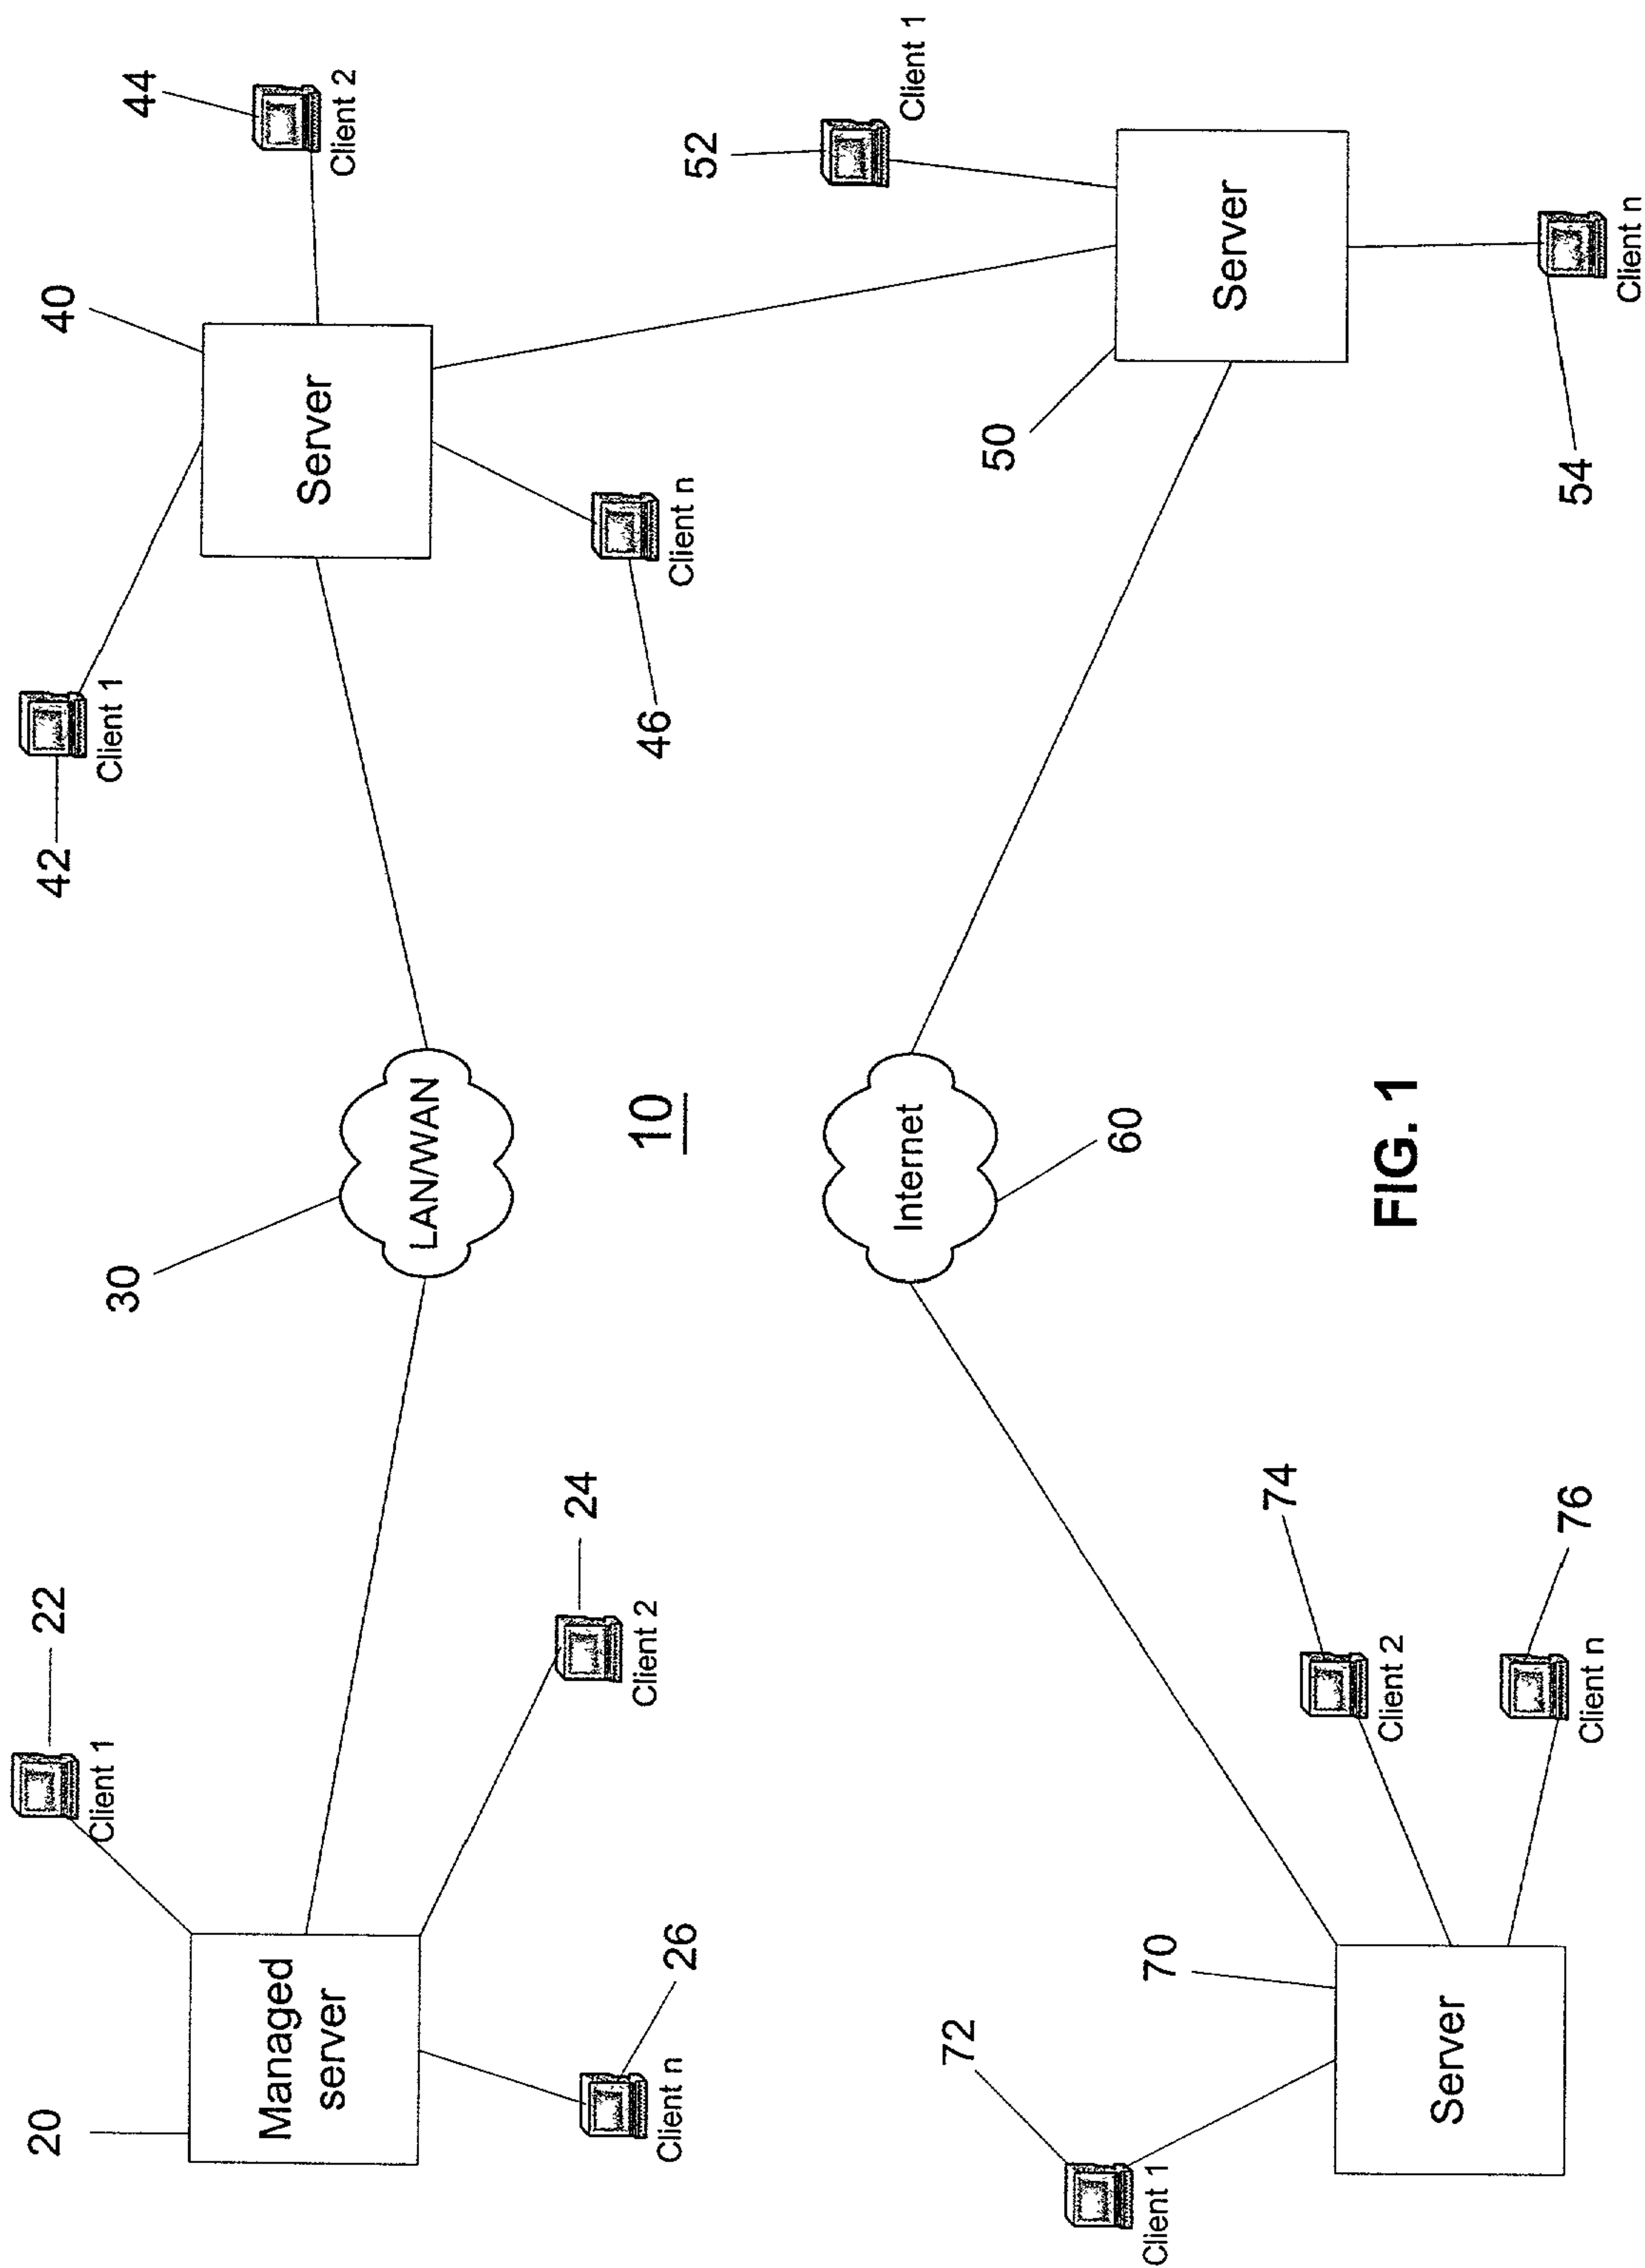 20
Managed
server
22
Client 1
24
Client 2
26
Client n
30
LAN/WAN
10
42
Client 1
40
Server
44
Client 2
46
Client n
72
Client 1
70
Server
74
Client 2
76
Client n
Internet
60
52
Client 1
50
Server
54
Client n
FIG. 1